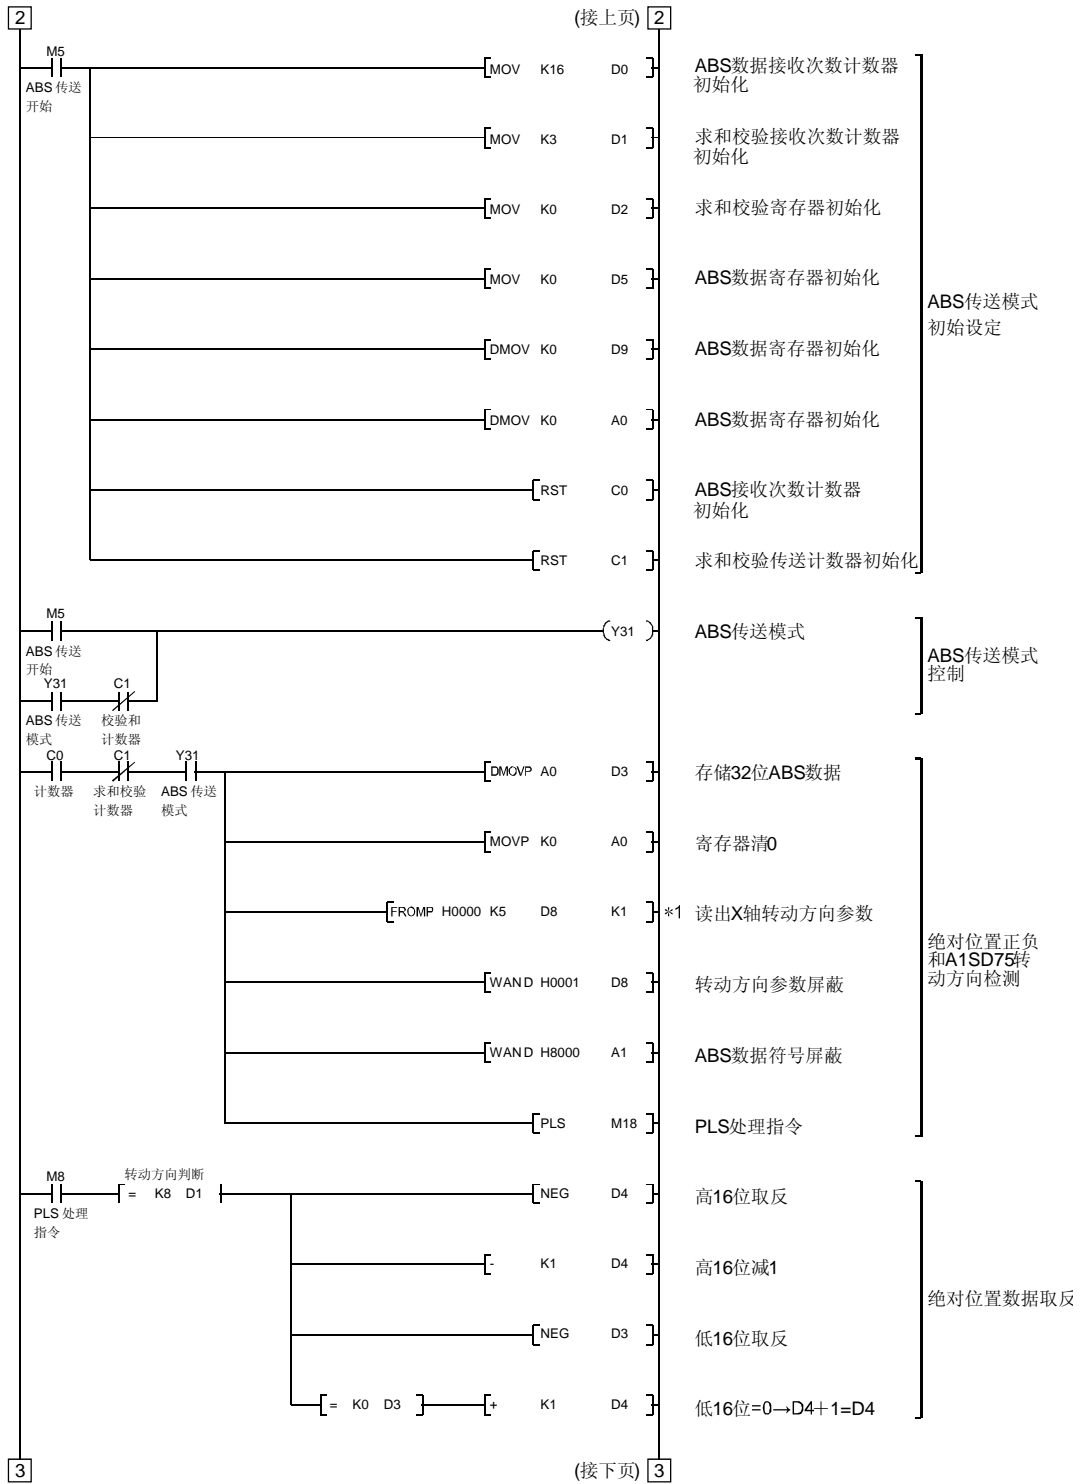 2 (接上页) 2
M5
ABS 传送
开始
MOV K16 D0 ABS数据接收次数计数器
初始化
MOV K3 D1 求和校验接收次数计数器
初始化
MOV K0 D2 求和校验寄存器初始化
MOV K0 D5 ABS数据寄存器初始化
DMOV K0 D9 ABS数据寄存器初始化
DMOV K0 A0 ABS数据寄存器初始化
RST C0 ABS接收次数计数器
初始化
RST C1 求和校验传送计数器初始化
ABS传送模式
初始设定
M5
ABS 传送
开始
Y31 ABS传送模式
Y31 C1
ABS 传送 校验和
模式 计数器
ABS传送模式
控制
C0 C1 Y31
计数器 求和校验 ABS 传送
计数器 模式
DMOVP A0 D3 存储32位ABS数据
MOVP K0 A0 寄存器清0
FROMP H0000 K5 D8 K1 *1 读出X轴转动方向参数
WAND H0001 D8 转动方向参数屏蔽
WAND H8000 A1 ABS数据符号屏蔽
PLS M18 PLS处理指令
绝对位置正负
和A1SD75转
动方向检测
M8 转动方向判断
PLS 处理
指令
= K8 D1 NEG D4 高16位取反
- K1 D4 高16位减1
NEG D3 低16位取反
= K0 D3 + K1 D4 低16位=0→D4+1=D4
绝对位置数据取反
3 (接下页) 3